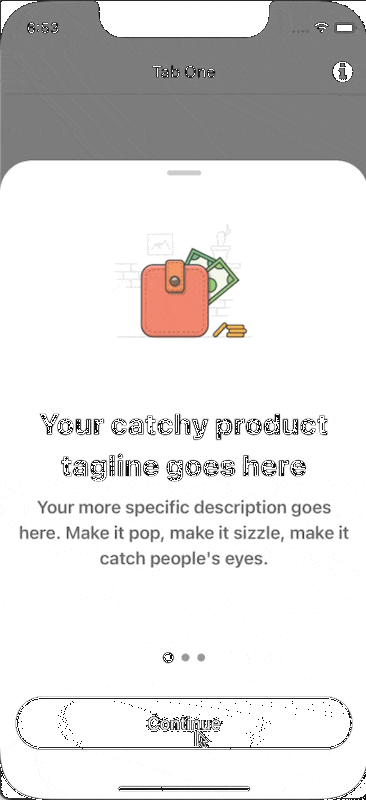 6:53
Tab One
Your catchy product
tagline goes here
Your more specific description goes
here. Make it pop, make it sizzle, make it
catch people's eyes.
Continue